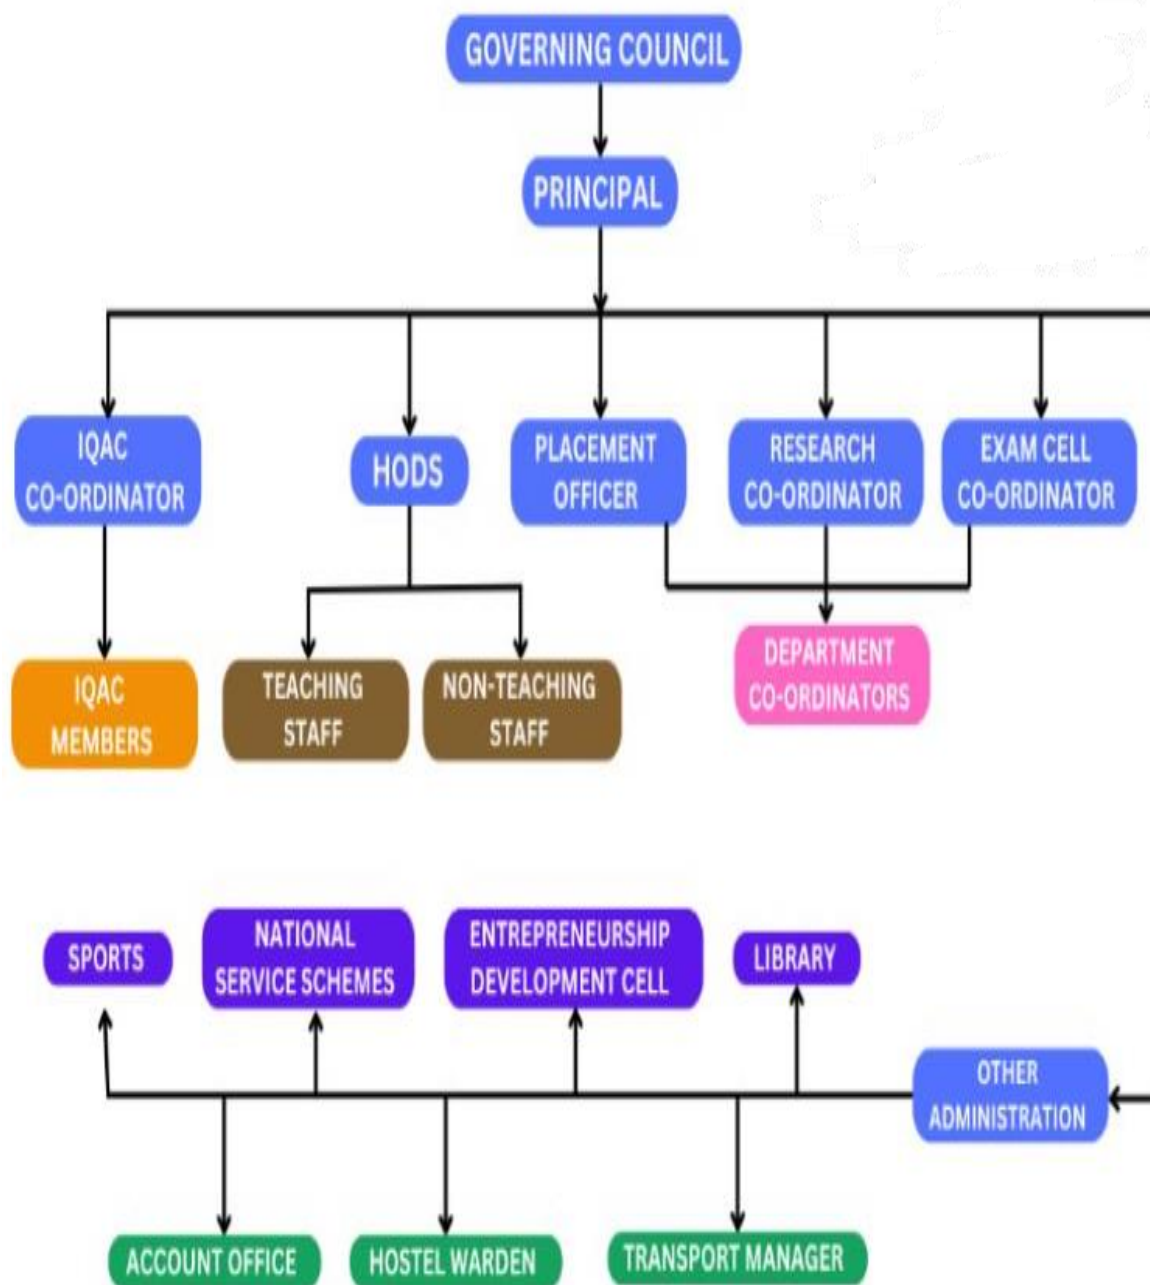 GOVERNING COUNCIL
PRINCIPAL
IQAC
CO-ORDINATOR
HODS
PLACEMENT
OFFICER
RESEARCH
CO-ORDINATOR
EXAM CELL
CO-ORDINATOR
IQAC
MEMBERS
TEACHING
STAFF
NON-TEACHING
STAFF
DEPARTMENT
CO-ORDINATORS
SPORTS
NATIONAL
SERVICE SCHEMES
ENTREPRENEURSHIP
DEVELOPMENT CELL
LIBRARY
OTHER
ADMINISTRATION
ACCOUNT OFFICE
HOSTEL WARDEN
TRANSPORT MANAGER